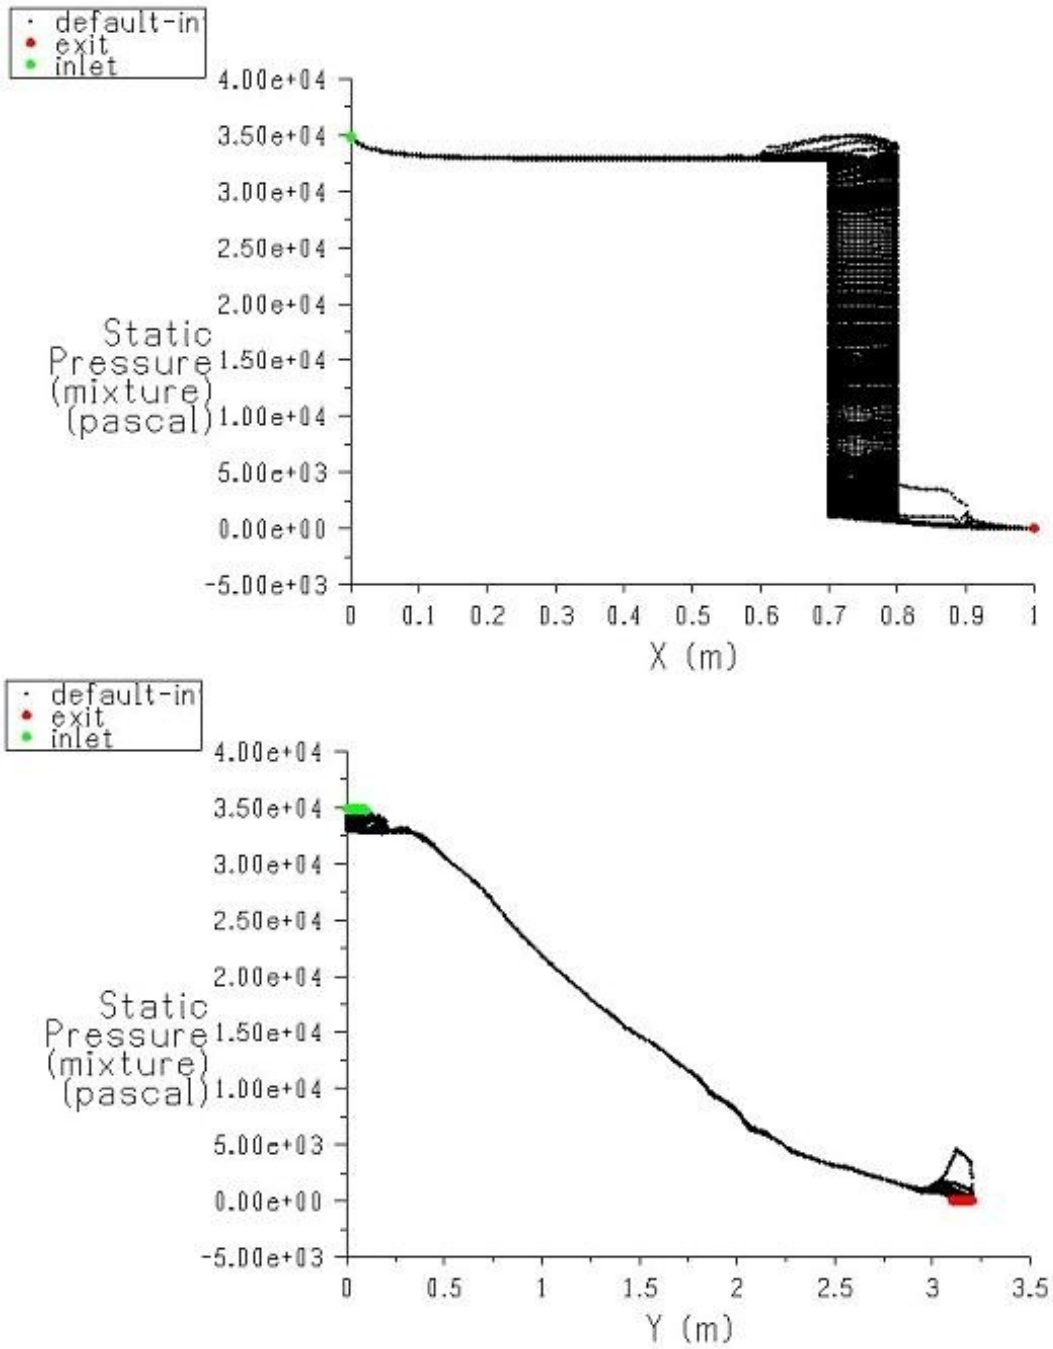 default-in
exit
inlet
4.00e+04
3.50e+04
3.00e+04
2.50e+04
2.00e+04
Static
Pressure 1.50e+04
(mixture)
(pascal) 1.00e+04
5.00e+03
0.00e+00
-5.00e+03
0 0.1 0.2 0.3 0.4 0.5 0.6 0.7 0.8 0.9 1
X (m)
default-in
exit
inlet
4.00e+04
3.50e+04
3.00e+04
2.50e+04
2.00e+04
Static
Pressure 1.50e+04
(mixture)
(pascal) 1.00e+04
5.00e+03
0.00e+00
-5.00e+03
0 0.5 1 1.5 2 2.5 3 3.5
Y (m)